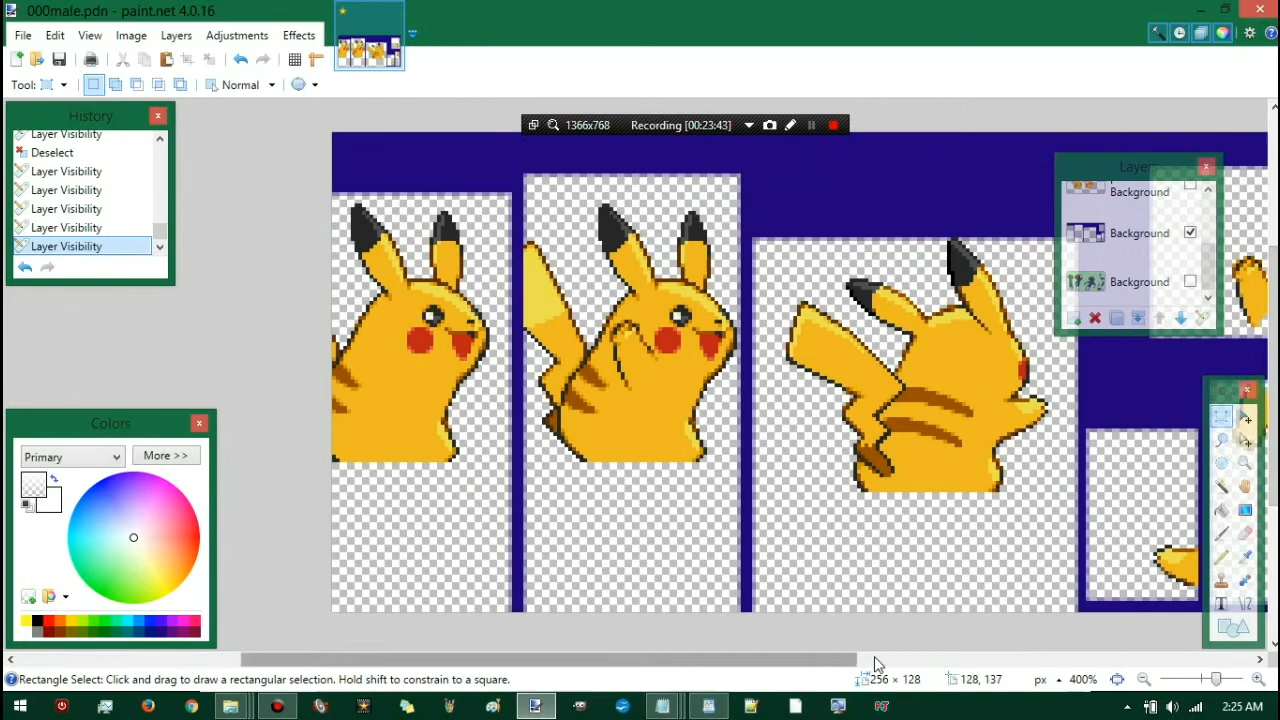 000male.pdn - paint.net 4.0.16
File Edit View Image Layers Adjustments Effects
Tool: Normal
History
Layer Visibility
Deselect
Layer Visibility
Layer Visibility
Layer Visibility
Layer Visibility
Layer Visibility
1366x768 Recording [00:23:43]
Layers
Background
Background
Background
Colors
Primary More >>
Rectangle Select: Click and drag to draw a rectangular selection. Hold shift to constrain to a square. 256 × 128 128, 137 px 400%
2:25 AM